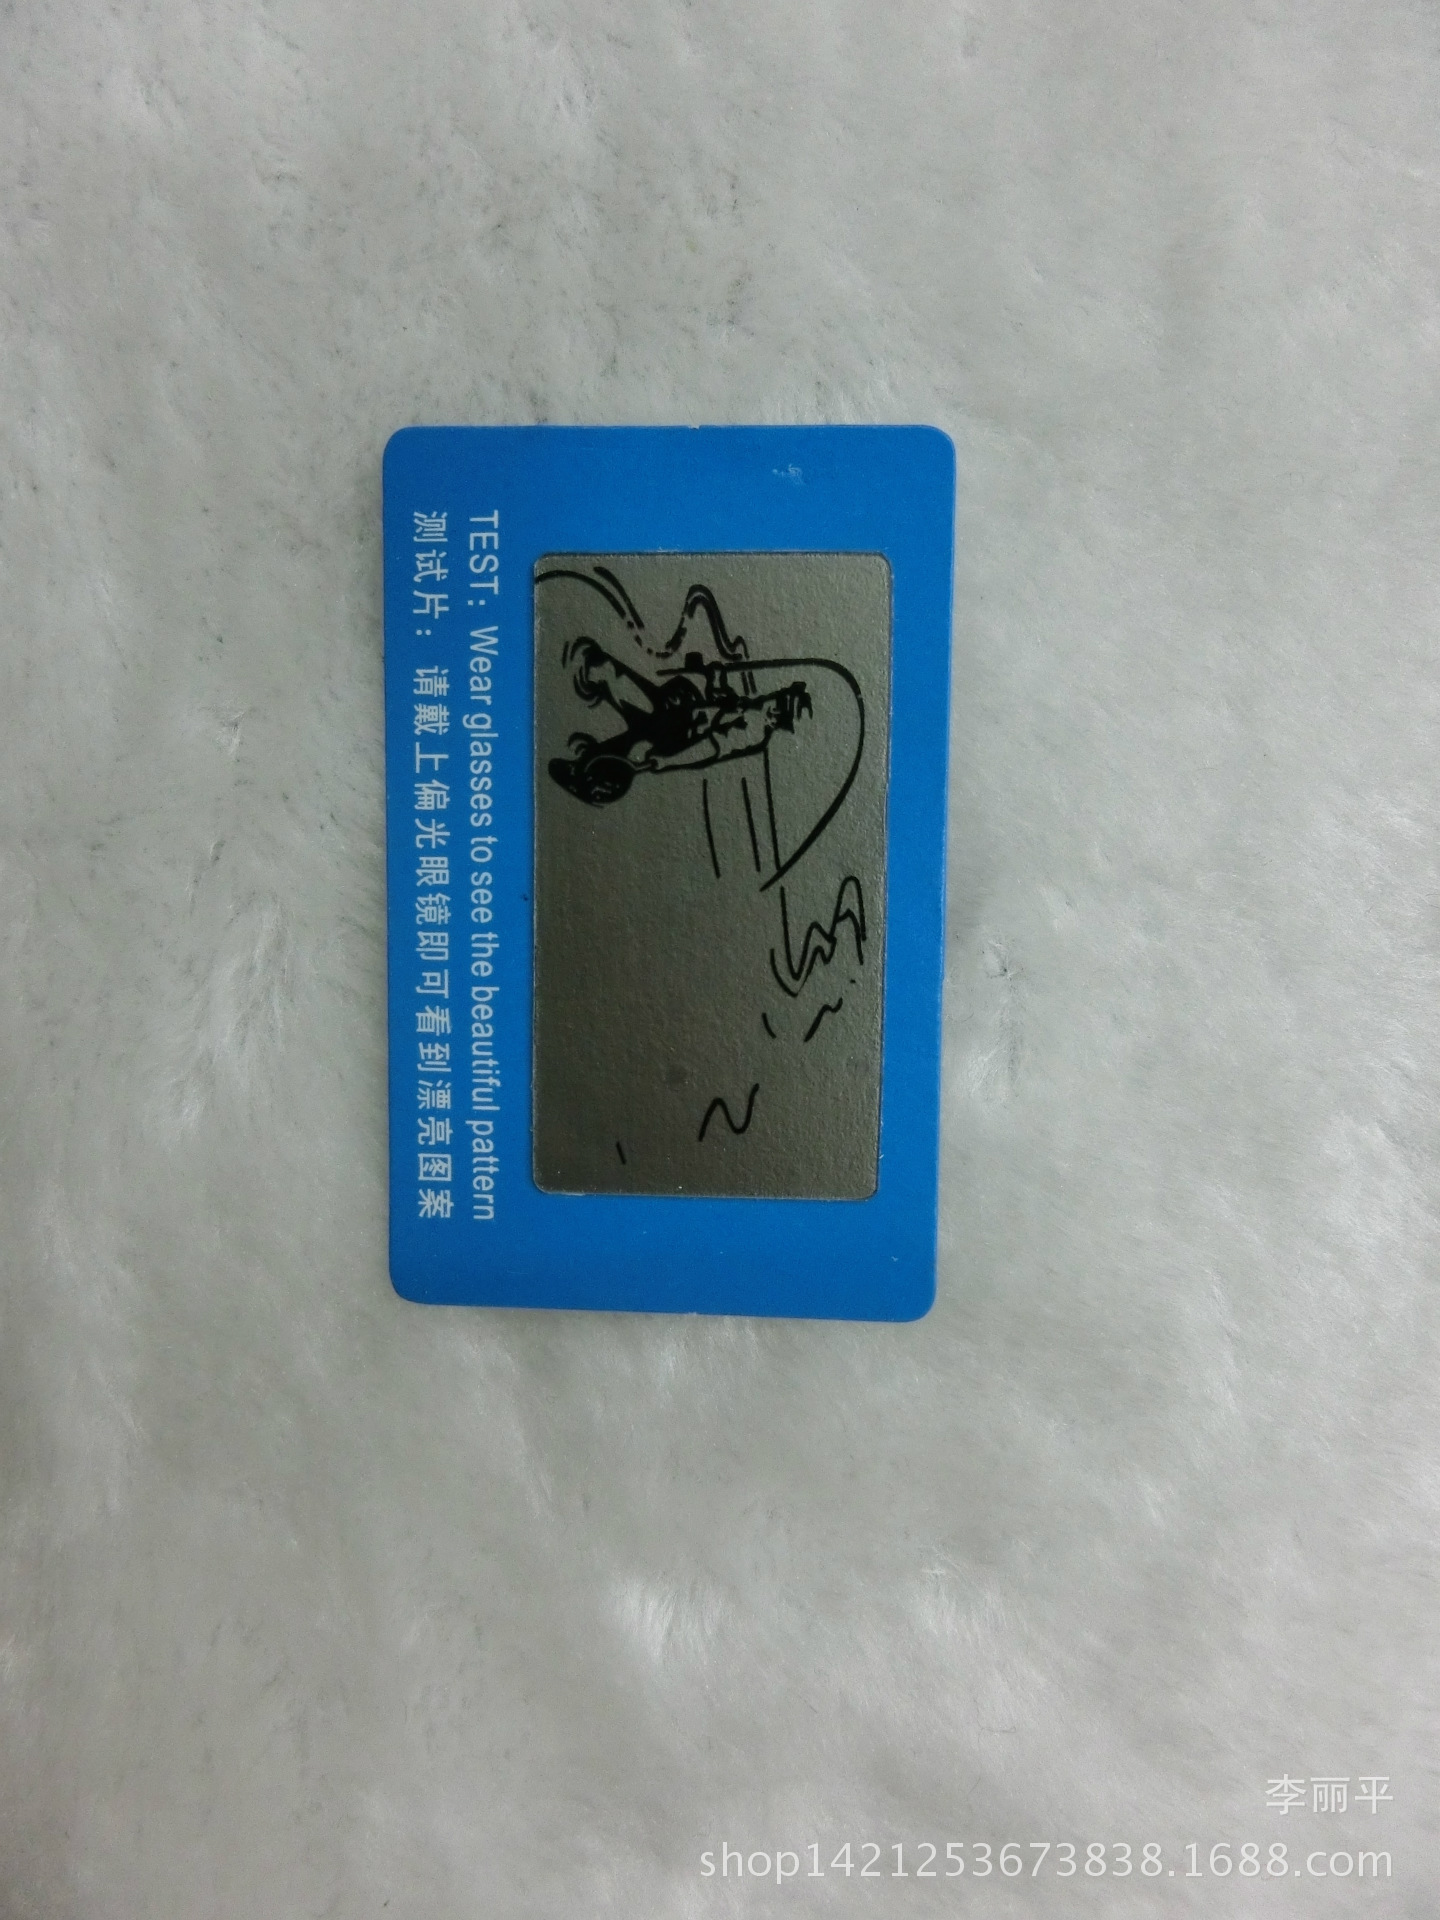 TEST: Wear glasses to see the beautiful pattern
测试片：请戴上偏光眼镜即可看到漂亮图案
李丽平
shop1421253673838.1688.com